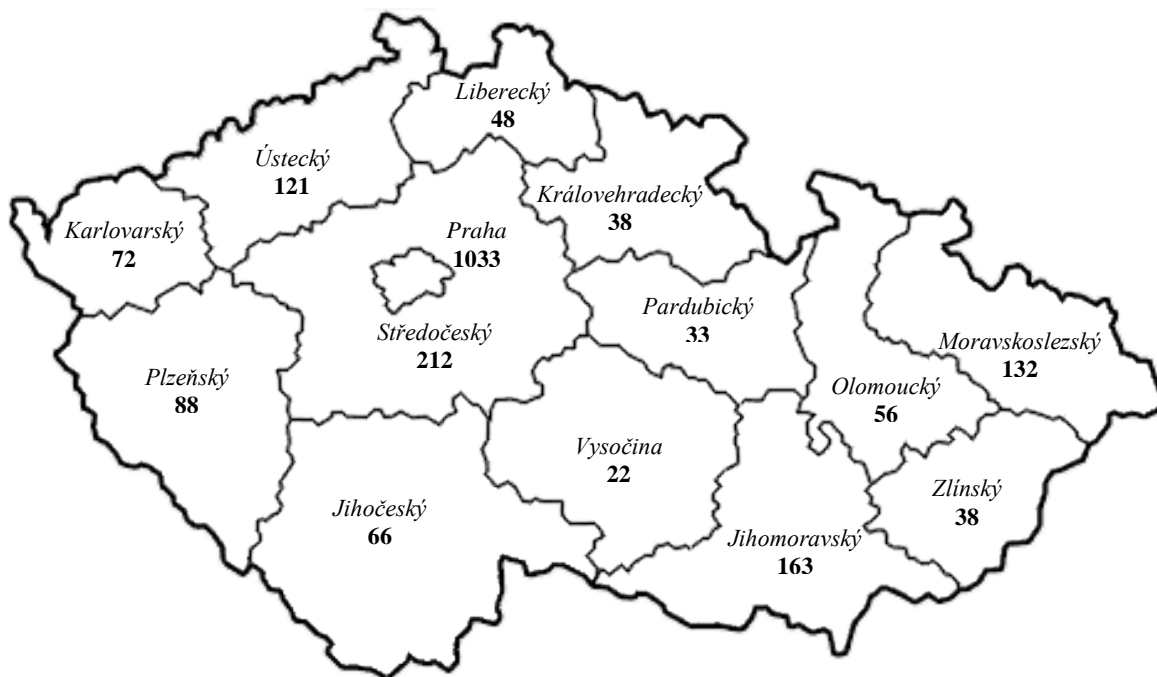 Liberecký
48
Ústecký
121
Královehradecký
38
Karlovarský
72
Praha
1033
Pardubický
33
Středočeský
212
Moravskoslezský
132
Plzeňský
88
Olomoucký
56
Vysočina
22
Zlínský
38
Jihočeský
66
Jihomoravský
163